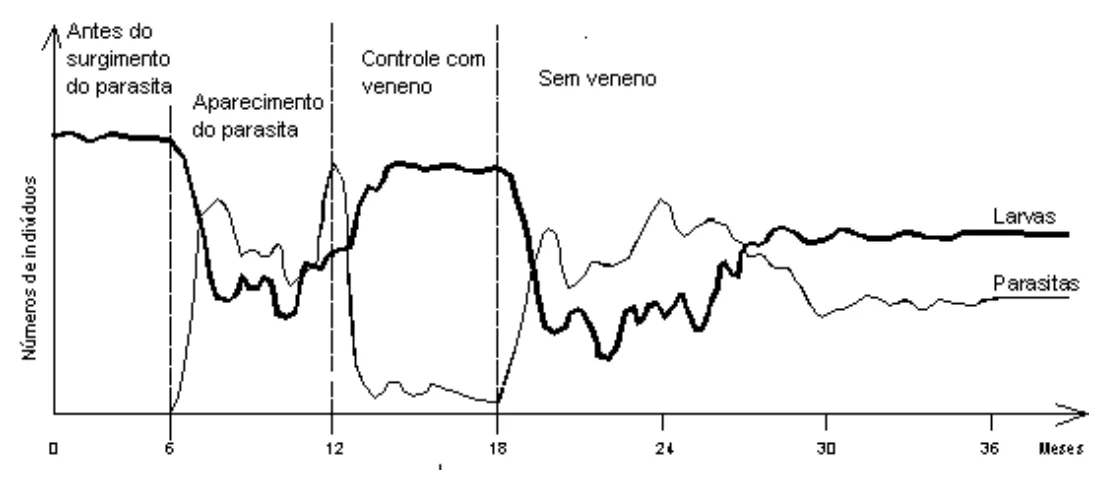 Antes do
surgimento
do parasita
Aparecimento
do parasita
Controle com
veneno
Sem veneno
Números de indivíduos
Larvas
Parasitas
0 6 12 18 24 30 36 Meses